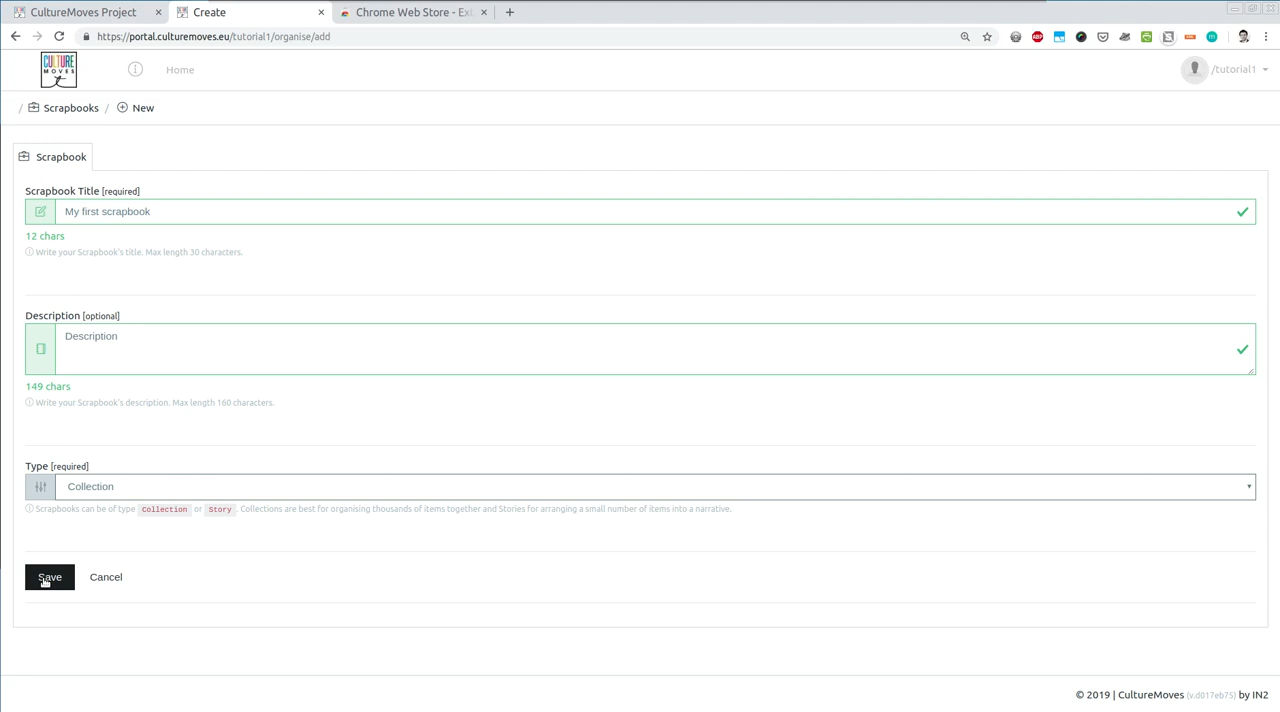 CultureMoves Project
Create
Chrome Web Store - Ext
https://portal.culturemoves.eu/tutorial1/organise/add
CULTURE
MOVES
Home
/tutorial1
/ Scrapbooks / New
Scrapbook
Scrapbook Title [required]
My first scrapbook
12 chars
Write your Scrapbook's title. Max length 30 characters.
Description [optional]
Description
149 chars
Write your Scrapbook's description. Max length 160 characters.
Type [required]
Collection
Scrapbooks can be of type Collection or Story. Collections are best for organising thousands of items together and Stories for arranging a small number of items into a narrative.
Save Cancel
© 2019 | CultureMoves (v.d017eb75) by IN2